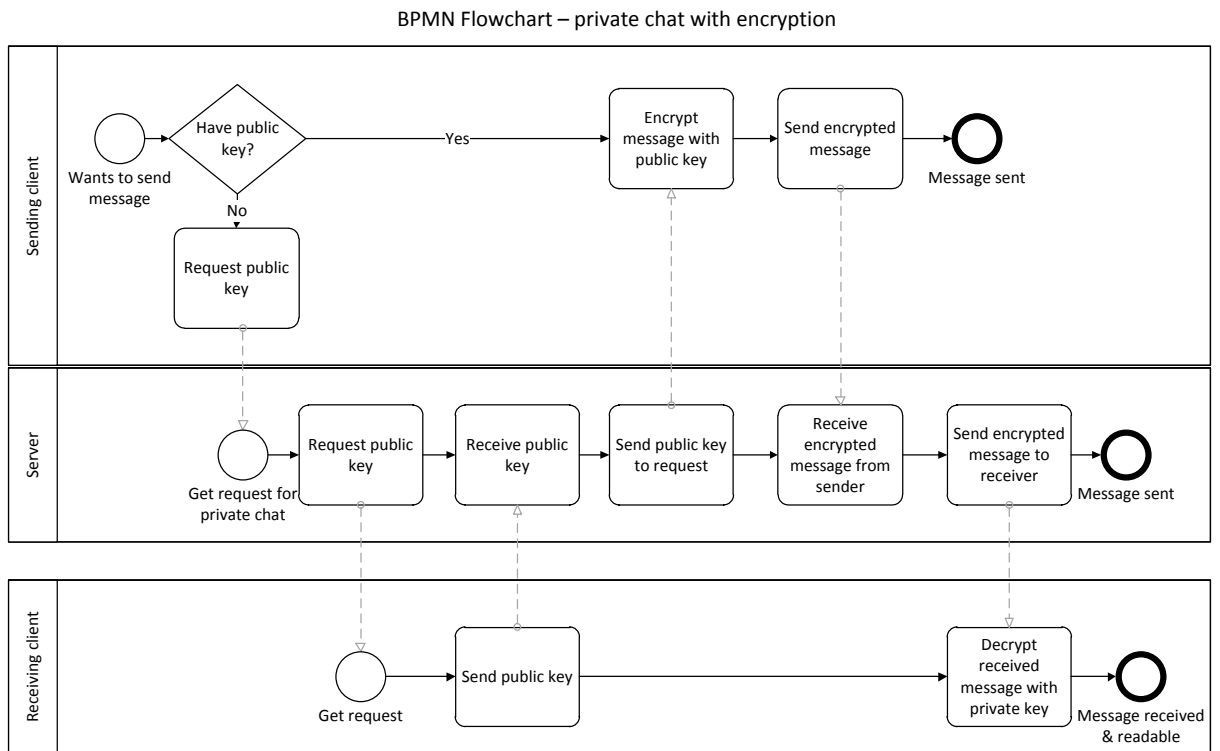 BPMN Flowchart – private chat with encryption
Sending client
Wants to send
message
Have public
key?
Yes
No
Request public
key
Encrypt
message with
public key
Send encrypted
message
Message sent
Server
Get request for
private chat
Request public
key
Receive public
key
Send public key
to request
Receive
encrypted
message from
sender
Send encrypted
message to
receiver
Message sent
Receiving client
Get request
Send public key
Decrypt
received
message with
private key
Message received
& readable